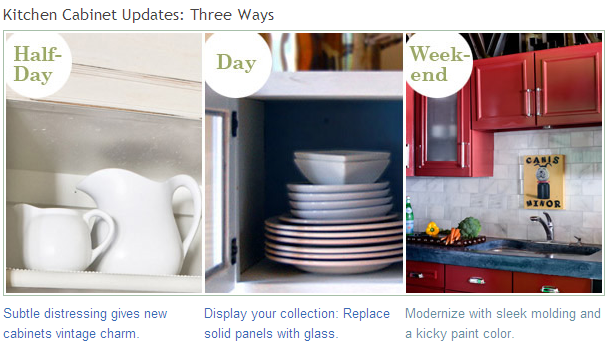 Kitchen Cabinet Updates: Three Ways
Half-
Day
Day
Week-
end
CANIS
MINOR
Subtle distressing gives new
cabinets vintage charm.
Display your collection: Replace
solid panels with glass.
Modernize with sleek molding and
a kicky paint color.